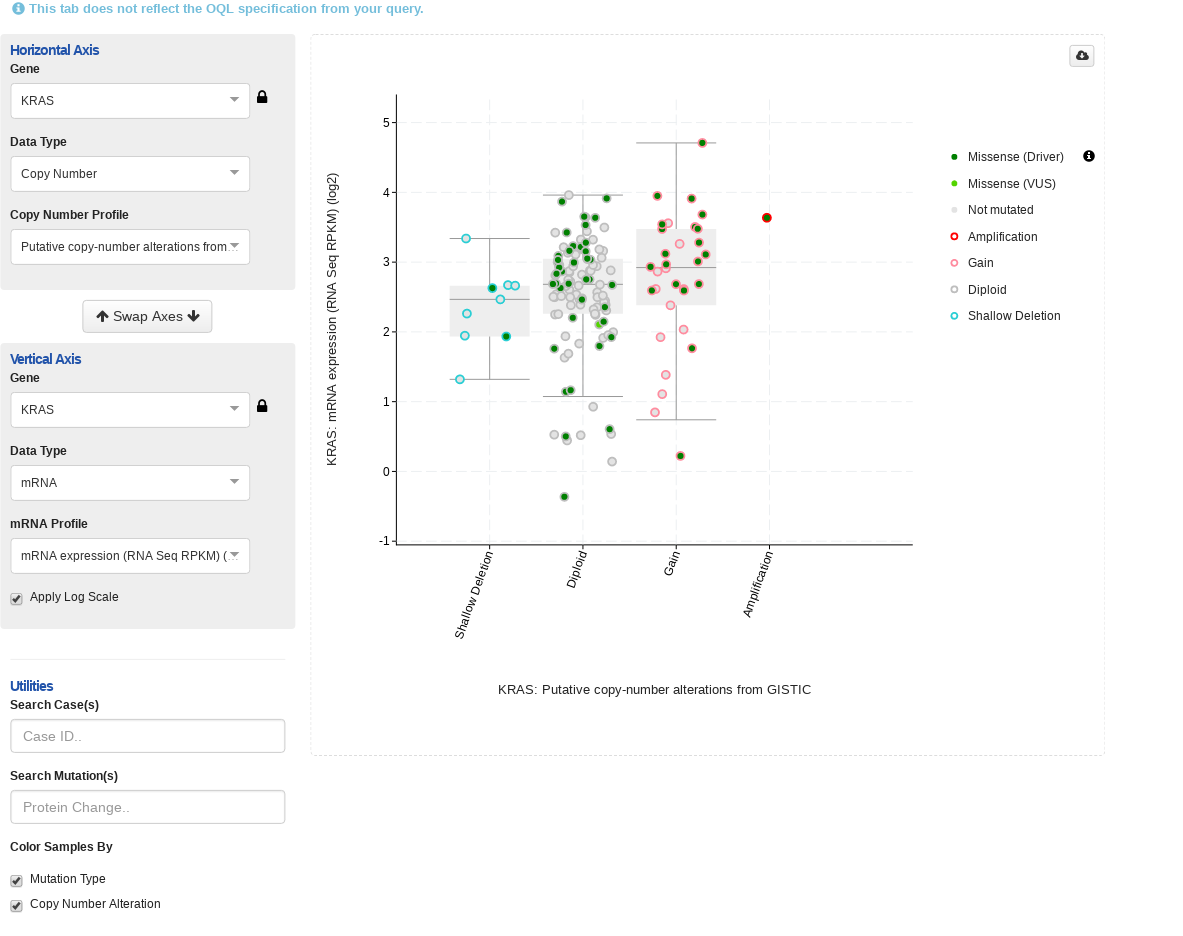 This tab does not reflect the OQL specification from your query.
Horizontal Axis
Gene
KRAS
Data Type
Copy Number
Copy Number Profile
Putative copy-number alterations from ...
Swap Axes
Vertical Axis
Gene
KRAS
Data Type
mRNA
mRNA Profile
mRNA expression (RNA Seq RPKM) (...
Apply Log Scale
Utilities
Search Case(s)
Case ID..
Search Mutation(s)
Protein Change..
Color Samples By
Mutation Type
Copy Number Alteration
KRAS: mRNA expression (RNA Seq RPKM) (log2)
5
4
3
2
1
0
-1
Shallow Deletion
Diploid
Gain
Amplification
KRAS: Putative copy-number alterations from GISTIC
Missense (Driver)
Missense (VUS)
Not mutated
Amplification
Gain
Diploid
Shallow Deletion